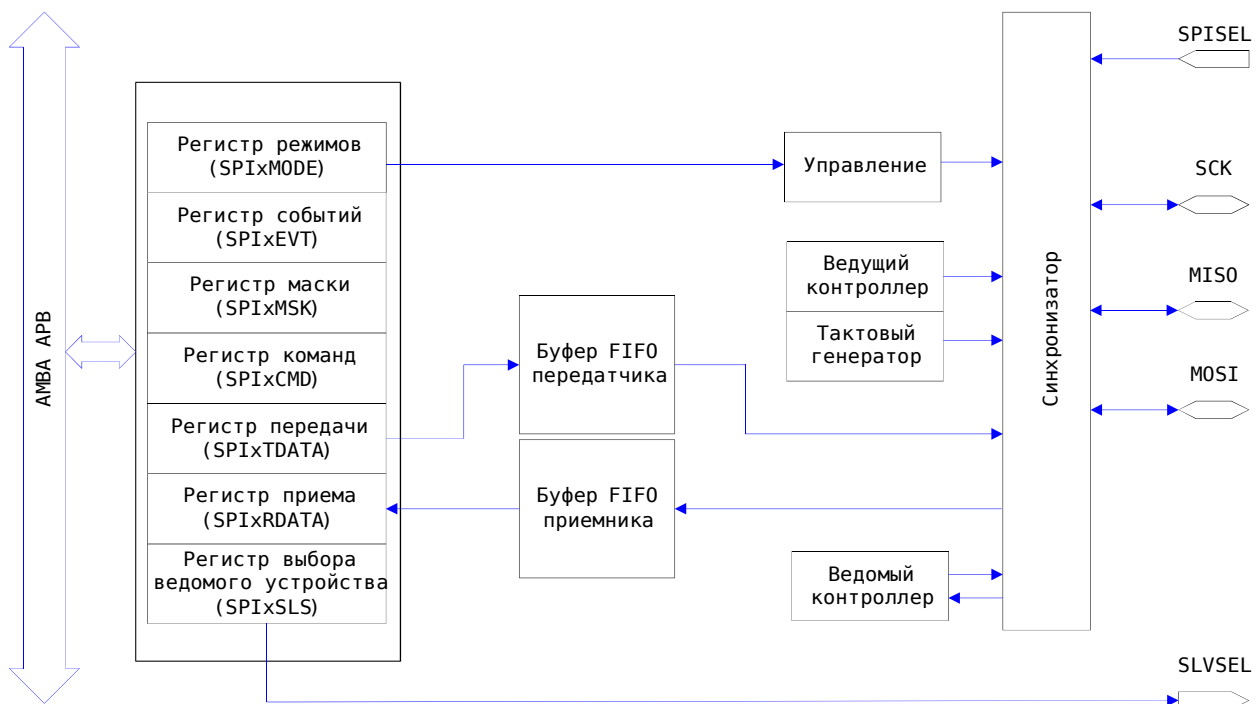 AMBA APB
Регистр режимов
(SPIxMODE)
Регистр событий
(SPIxEVT)
Регистр маски
(SPIxMSK)
Регистр команд
(SPIxCMD)
Регистр передачи
(SPIxTDATA)
Регистр приема
(SPIxRDATA)
Регистр выбора
ведомого устройства
(SPIxSLS)
Буфер FIFO
передатчика
Буфер FIFO
приемника
Управление
Ведущий
контроллер
Тактовый
генератор
Ведомый
контроллер
Синхронизатор
SPISEL
SCK
MISO
MOSI
SLVSEL